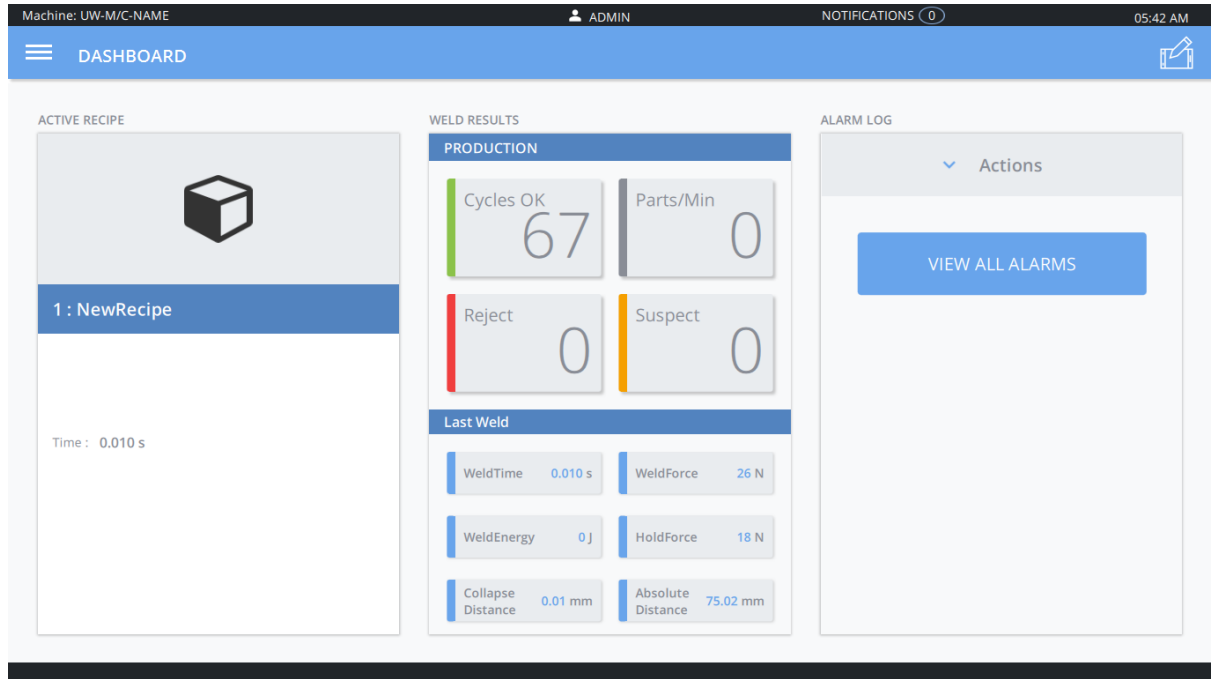 Machine: UW-M/C-NAME
ADMIN
NOTIFICATIONS 0
05:42 AM
DASHBOARD
ACTIVE RECIPE
1 : NewRecipe
Time : 0.010 s
WELD RESULTS
PRODUCTION
Cycles OK
67
Parts/Min
0
Reject
0
Suspect
0
Last Weld
WeldTime 0.010 s
WeldForce 26 N
WeldEnergy 0 J
HoldForce 18 N
Collapse
Distance
0.01 mm
Absolute
Distance
75.02 mm
ALARM LOG
Actions
VIEW ALL ALARMS